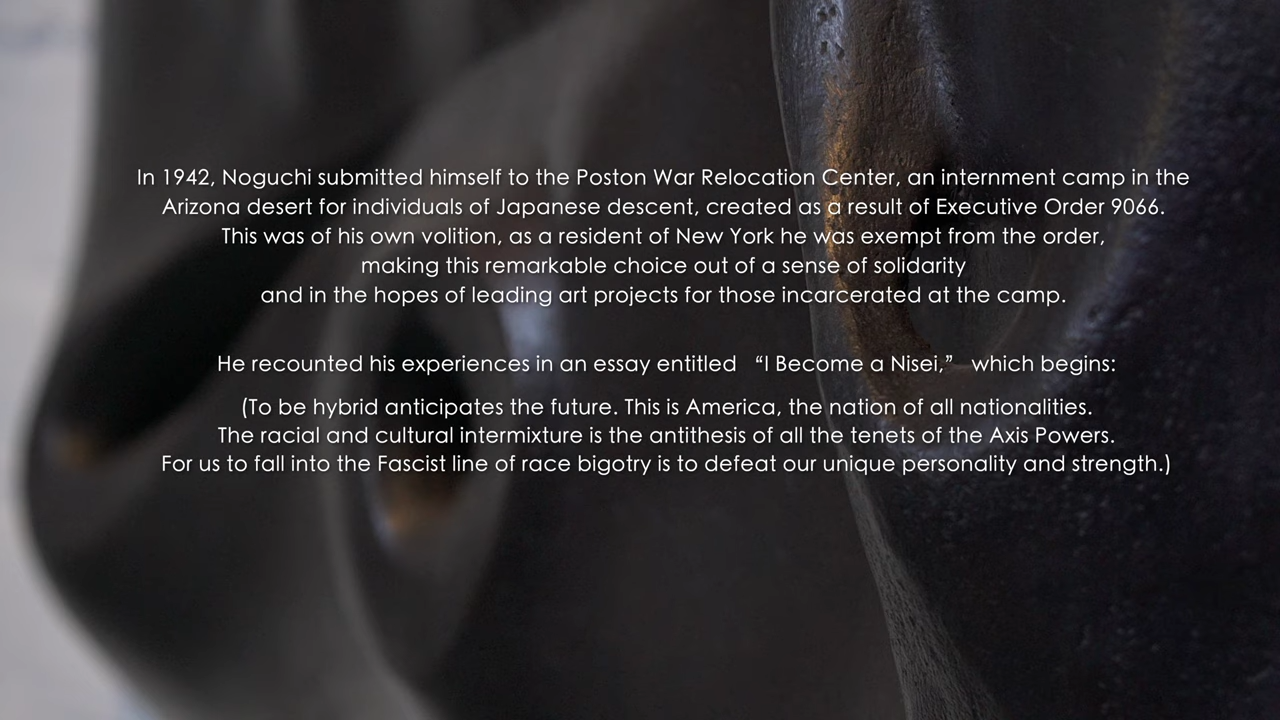 In 1942, Noguchi submitted himself to the Poston War Relocation Center, an internment camp in the
Arizona desert for individuals of Japanese descent, created as a result of Executive Order 9066.
This was of his own volition, as a resident of New York he was exempt from the order,
making this remarkable choice out of a sense of solidarity
and in the hopes of leading art projects for those incarcerated at the camp.
He recounted his experiences in an essay entitled “I Become a Nisei,” which begins:
(To be hybrid anticipates the future. This is America, the nation of all nationalities.
The racial and cultural intermixture is the antithesis of all the tenets of the Axis Powers.
For us to fall into the Fascist line of race bigotry is to defeat our unique personality and strength.)